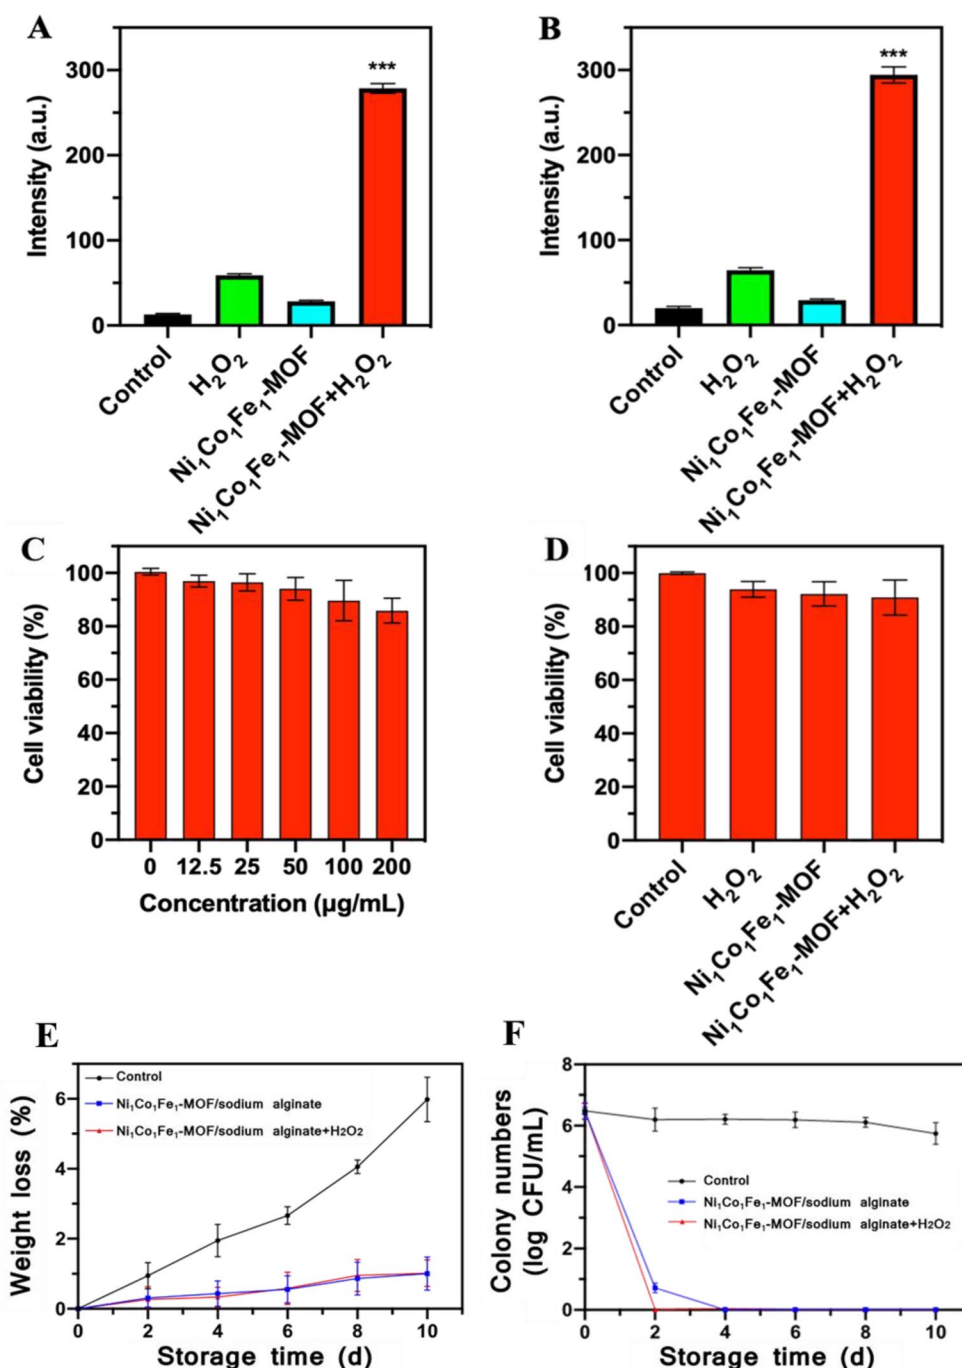 A
Intensity (a.u.)
300
200
100
0
***
Control
H₂O₂
Ni₁Co₁Fe₁-MOF
Ni₁Co₁Fe₁-MOF+H₂O₂
B
Intensity (a.u.)
300
200
100
0
***
Control
H₂O₂
Ni₁Co₁Fe₁-MOF
Ni₁Co₁Fe₁-MOF+H₂O₂
C
Cell viability (%)
100
80
60
40
20
0
0 12.5 25 50 100 200
Concentration (µg/mL)
D
Cell viability (%)
100
80
60
40
20
0
Control
H₂O₂
Ni₁Co₁Fe₁-MOF
Ni₁Co₁Fe₁-MOF+H₂O₂
E
Weight loss (%)
6
4
2
0
Control
Ni₁Co₁Fe₁-MOF/sodium alginate
Ni₁Co₁Fe₁-MOF/sodium alginate+H₂O₂
0 2 4 6 8 10
Storage time (d)
F
Colony numbers
(log CFU/mL)
8
6
4
2
0
Control
Ni₁Co₁Fe₁-MOF/sodium alginate
Ni₁Co₁Fe₁-MOF/sodium alginate+H₂O₂
0 2 4 6 8 10
Storage time (d)